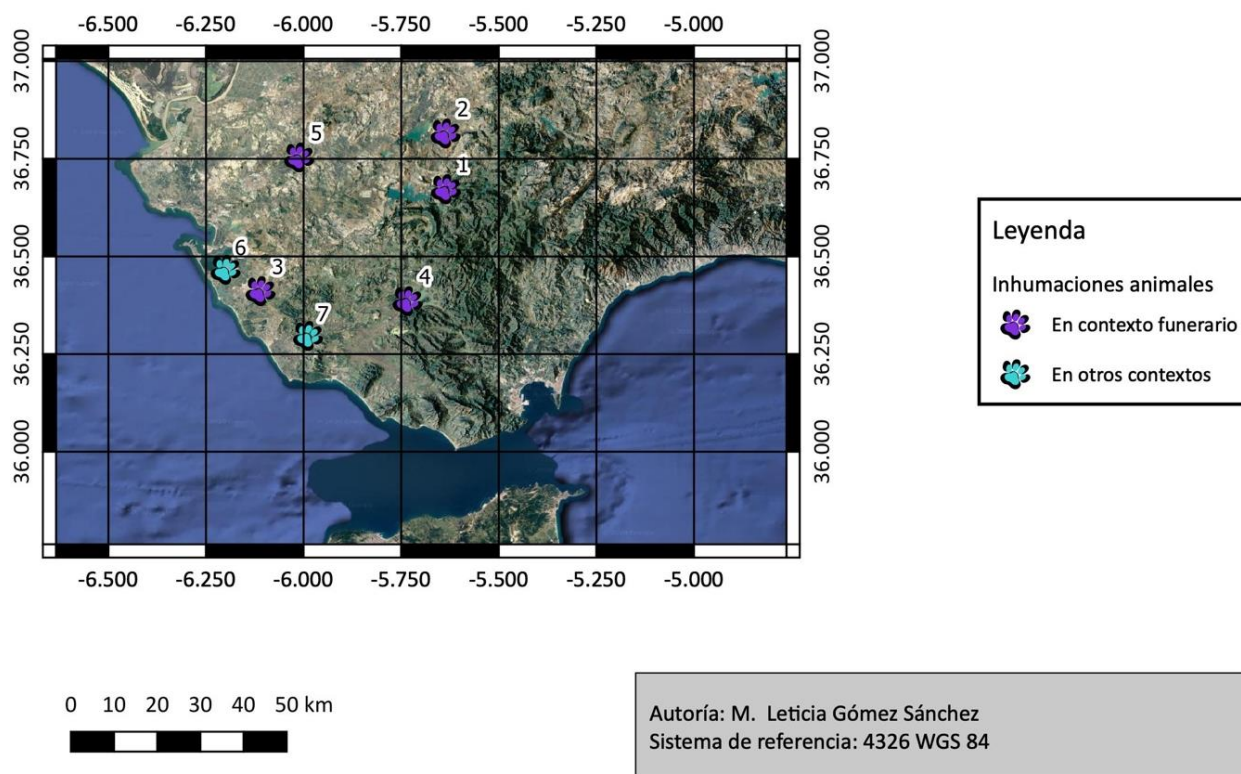 -6.500 -6.250 -6.000 -5.750 -5.500 -5.250 -5.000
37.000 37.000
2
5
36.750 36.750
1
6
36.500 36.500
3
4
7
36.250 36.250
36.000 36.000
-6.500 -6.250 -6.000 -5.750 -5.500 -5.250 -5.000
Leyenda
Inhumaciones animales
En contexto funerario
En otros contextos
0 10 20 30 40 50 km
Autoría: M. Leticia Gómez Sánchez
Sistema de referencia: 4326 WGS 84